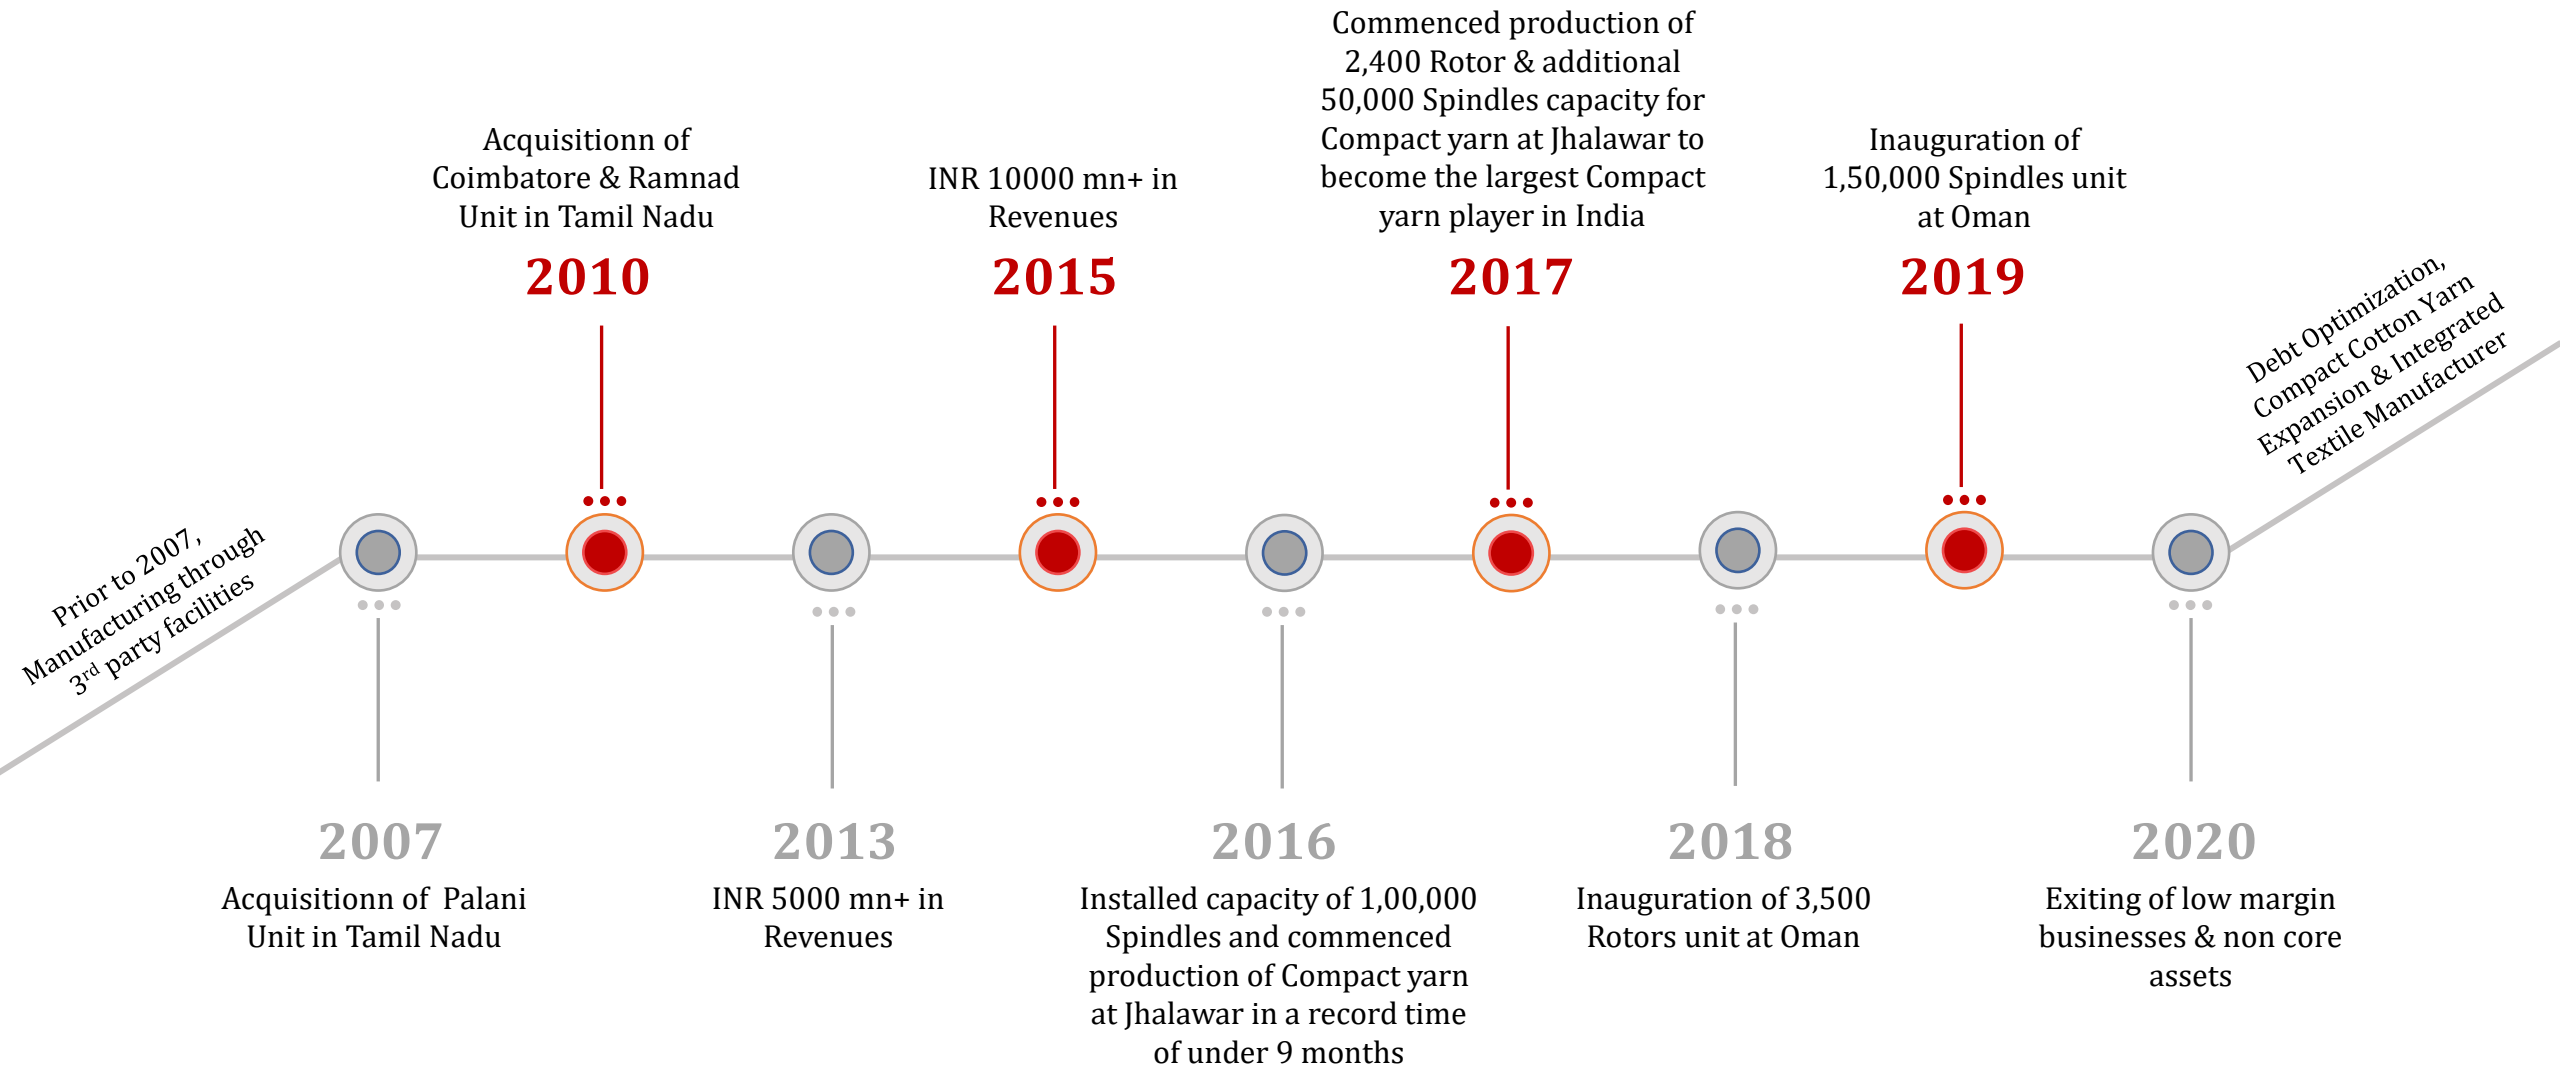 Prior to 2007,
Manufacturing through
3rd party facilities
2007
Acquisitionn of  Palani
Unit in Tamil Nadu
Acquisitionn of
Coimbatore & Ramnad
Unit in Tamil Nadu
2010
2013
INR 5000 mn+ in
Revenues
INR 10000 mn+ in
Revenues
2015
2016
Installed capacity of 1,00,000
Spindles and commenced
production of Compact yarn
at Jhalawar in a record time
of under 9 months
Commenced production of
2,400 Rotor & additional
50,000 Spindles capacity for
Compact yarn at Jhalawar to
become the largest Compact
yarn player in India
2017
2018
Inauguration of 3,500
Rotors unit at Oman
Inauguration of
1,50,000 Spindles unit
at Oman
2019
2020
Exiting of low margin
businesses & non core
assets
Debt Optimization,
Compact Cotton Yarn
Expansion & Integrated
Textile Manufacturer